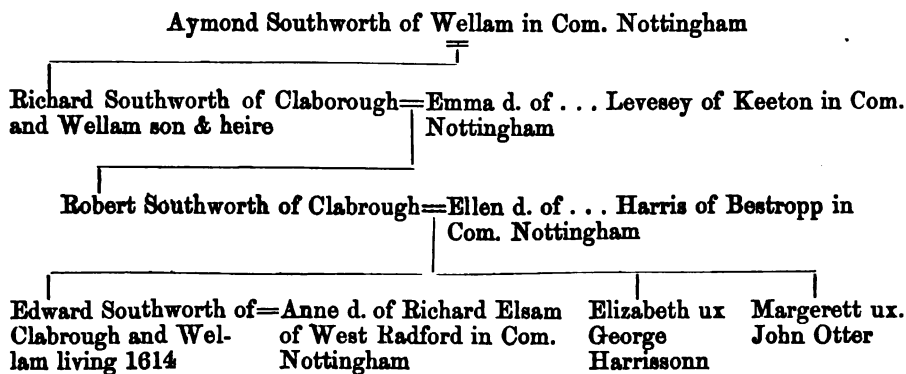 Aymond Southworth of Wellam in Com. Nottingham
Richard Southworth of Claborough=Emma d. of . . . Levesey of Keeton in Com.
and Wellam son & heire
Nottingham
Robert Southworth of Clabrough=Ellen d. of . . . Harris of Bestropp in
Com. Nottingham
Edward Southworth of=Anne d. of Richard Elsam
Clabrough and Wel-
lam living 1614
of West Radford in Com.
Nottingham
Elizabeth ux
George
Harrissonn
Margerett ux.
John Otter